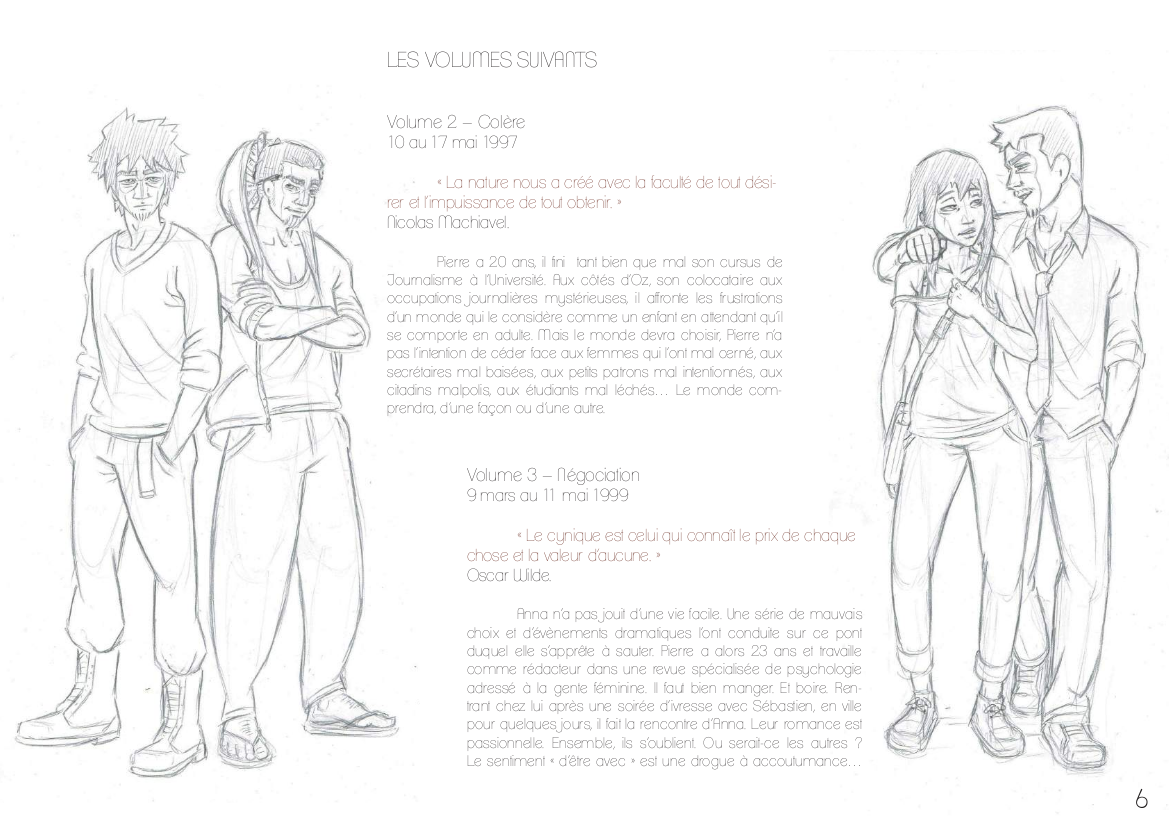 LES VOLUMES SUIVANTS
Volume 2 – Colère
10 au 17 mai 1997
« La nature nous a créé avec la faculté de tout dési-
rer et l'impuissance de tout obtenir. »
Nicolas Machiavel.
Pierre a 20 ans, il fini tant bien que mal son cursus de
Journalisme à l'Université. Aux côtés d'Oz, son colocataire aux
occupations journalières mystérieuses, il affronte les frustrations
d'un monde qui le considère comme un enfant en attendant qu'il
se comporte en adulte. Mais le monde devra choisir, Pierre n'a
pas l'intention de céder face aux femmes qui l'ont mal cerné, aux
secrétaires mal baisées, aux petits patrons mal intentionnés, aux
citadins malpolis, aux étudiants mal léchés... Le monde com-
prendra, d'une façon ou d'une autre.
Volume 3 – Négociation
9 mars au 11 mai 1999
« Le cynique est celui qui connaît le prix de chaque
chose et la valeur d'aucune. »
Oscar Wilde.
Anna n'a pas jouit d'une vie facile. Une série de mauvais
choix et d'évènements dramatiques l'ont conduite sur ce pont
duquel elle s'apprête à sauter. Pierre a alors 23 ans et travaille
comme rédacteur dans une revue spécialisée de psychologie
adressé à la gente féminine. Il faut bien manger. Et boire. Ren-
trant chez lui après une soirée d'ivresse avec Sébastien, en ville
pour quelques jours, il fait la rencontre d'Anna. Leur romance est
passionnelle. Ensemble, ils s'oublient. Ou serait-ce les autres ?
Le sentiment « d'être avec » est une drogue à accoutumance...
6